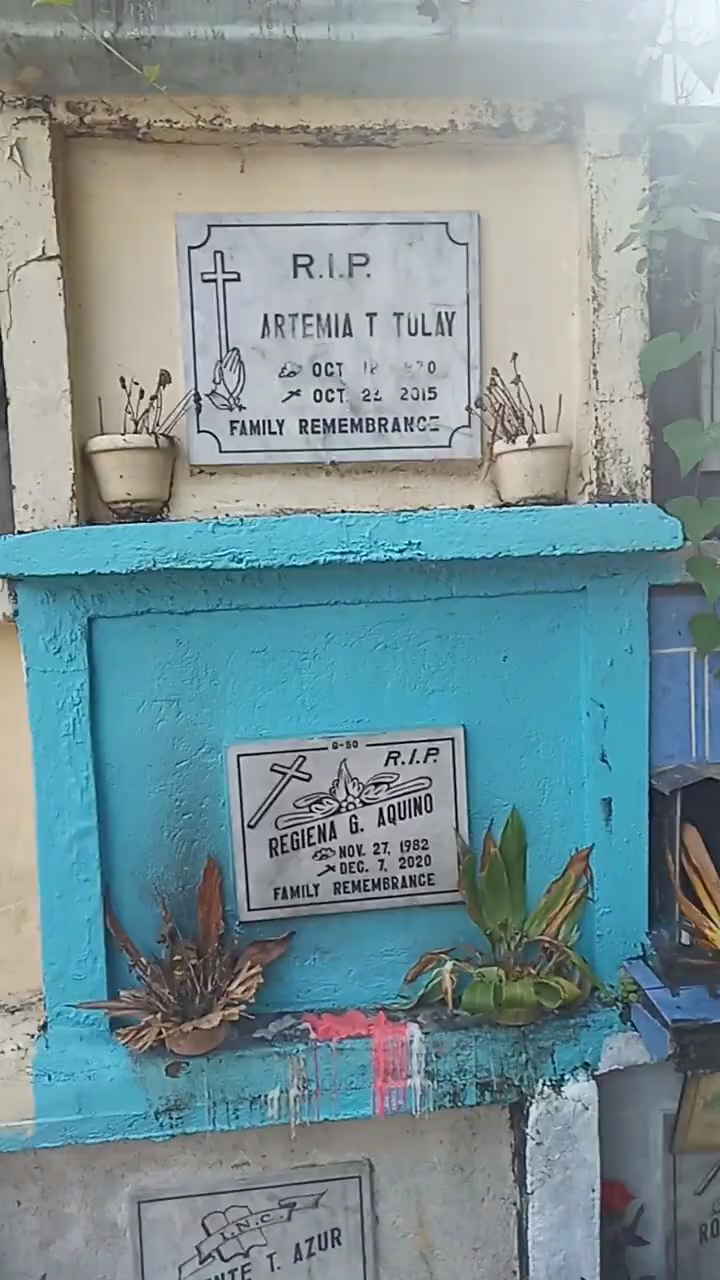 R.I.P.
ARTEMIA T TULAY
OCT
OCT. 2015
FAMILY REMEMBRANCE
G-50
R.I.P.
REGIENA G. AQUINO
NOV. 27, 1982
DEC. 7, 2020
FAMILY REMEMBRANCE
I.N.C.
T. AZUR